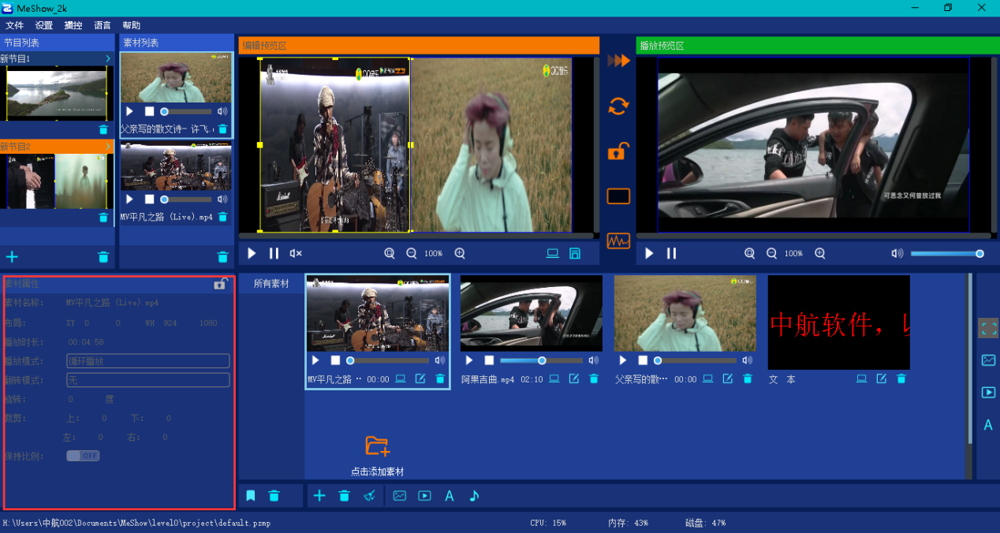 MeShow_2k
文件 设置 播控 语言 帮助
节目列表
新节目1
新节目2
素材列表
父亲写的散文诗- 许飞.
MV平凡之路 (Live).mp4
编辑预览区
QQ音乐
QQ音乐
100%
播放预览区
可思念又何曾放过我
100%
素材属性
素材名称: MV平凡之路 (Live).mp4
布局: XY 0 0 WH 924 1080
播放时长: 00:04:58
播放模式: 循环播放
翻转模式: 无
旋转: 0 度
裁剪: 上: 0 下: 0
左: 0 右: 0
保持比例: OFF
所有素材
MV平凡之路 ··· 00:00
阿果吉曲.mp4 02:10
父亲写的散··· 00:00
中航软件，以
文 本
点击添加素材
A
A
H:\Users\中航002\Documents\MeShow\level0\project\default.pzmp
CPU: 15% 内存: 43% 磁盘: 47%